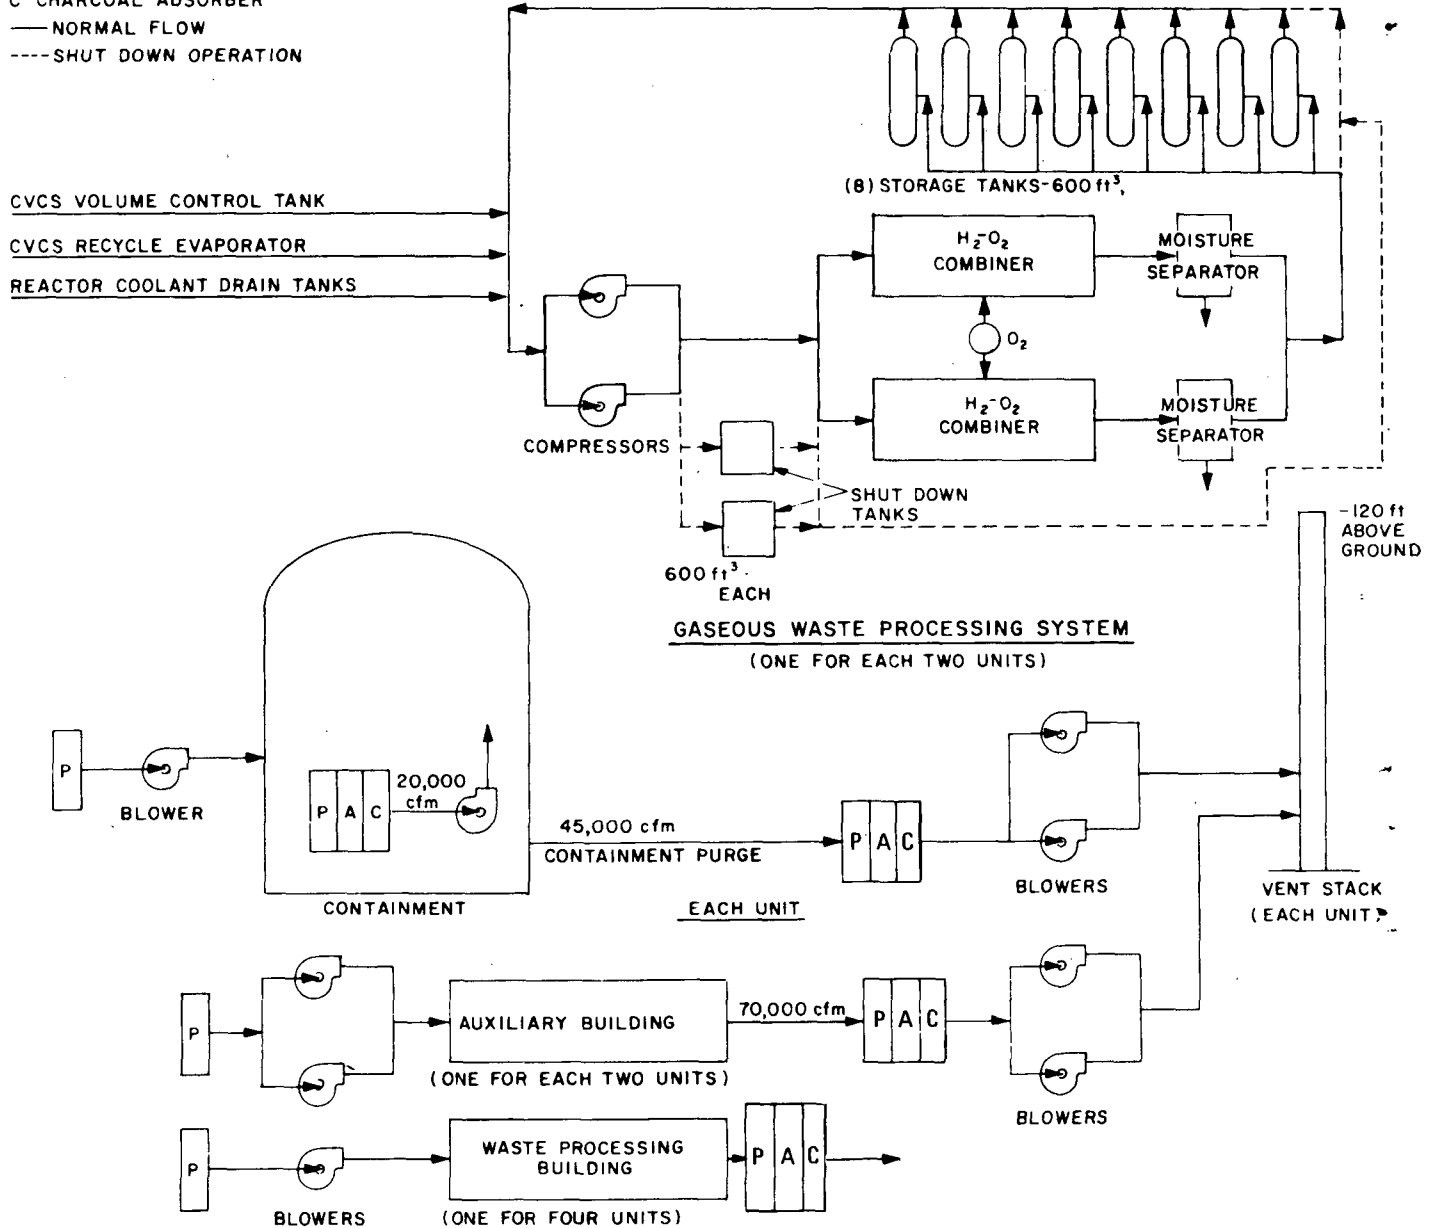 C CHARCOAL ADSORBER
NORMAL FLOW
SHUT DOWN OPERATION
(8) STORAGE TANKS-600 ft³,
CVCS VOLUME CONTROL TANK
CVCS RECYCLE EVAPORATOR
REACTOR COOLANT DRAIN TANKS
H₂-O₂
COMBINER
MOISTURE
SEPARATOR
O₂
H₂-O₂
COMBINER
MOISTURE
SEPARATOR
COMPRESSORS
SHUT DOWN
TANKS
600 ft³
EACH
-120 ft
ABOVE
GROUND
GASEOUS WASTE PROCESSING SYSTEM
(ONE FOR EACH TWO UNITS)
P
BLOWER
P A C
20,000
cfm
CONTAINMENT
45,000 cfm
CONTAINMENT PURGE
P A C
BLOWERS
EACH UNIT
VENT STACK
(EACH UNIT)
P
AUXILIARY BUILDING
(ONE FOR EACH TWO UNITS)
70,000 cfm
P A C
BLOWERS
P
BLOWERS
WASTE PROCESSING
BUILDING
(ONE FOR FOUR UNITS)
P A C